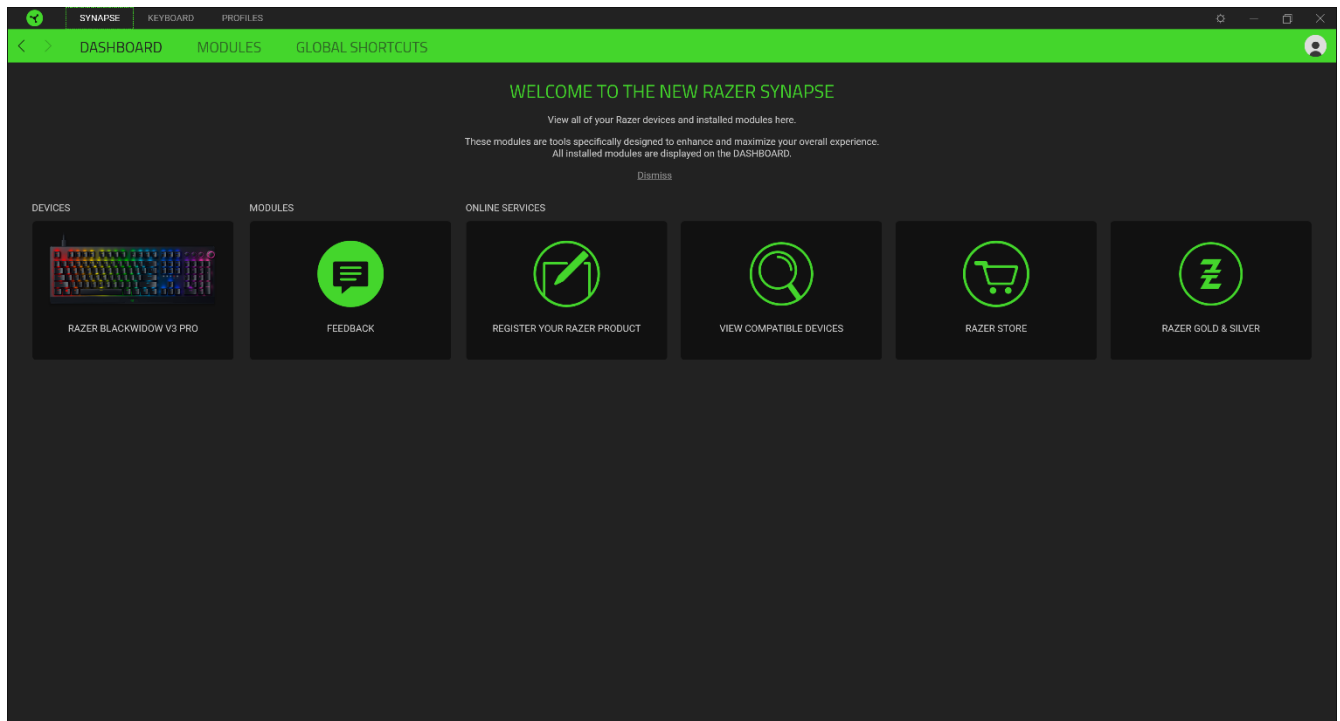 SYNAPSE KEYBOARD PROFILES
DASHBOARD MODULES GLOBAL SHORTCUTS
WELCOME TO THE NEW RAZER SYNAPSE
View all of your Razer devices and installed modules here.
These modules are tools specifically designed to enhance and maximize your overall experience.
All installed modules are displayed on the DASHBOARD.
Dismiss
DEVICES MODULES ONLINE SERVICES
RAZER BLACKWIDOW V3 PRO FEEDBACK REGISTER YOUR RAZER PRODUCT VIEW COMPATIBLE DEVICES RAZER STORE RAZER GOLD & SILVER